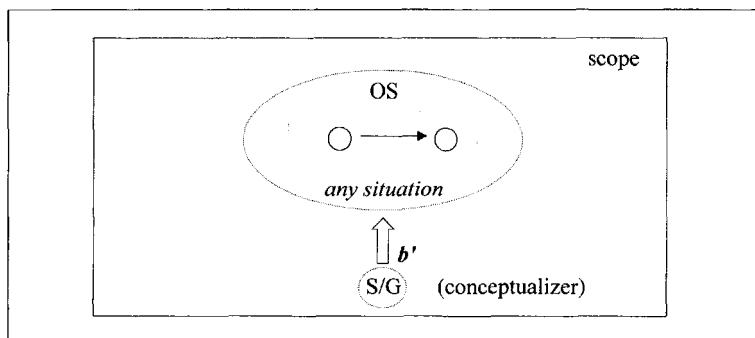 scope
OS
any situation
b'
S/G (conceptualizer)